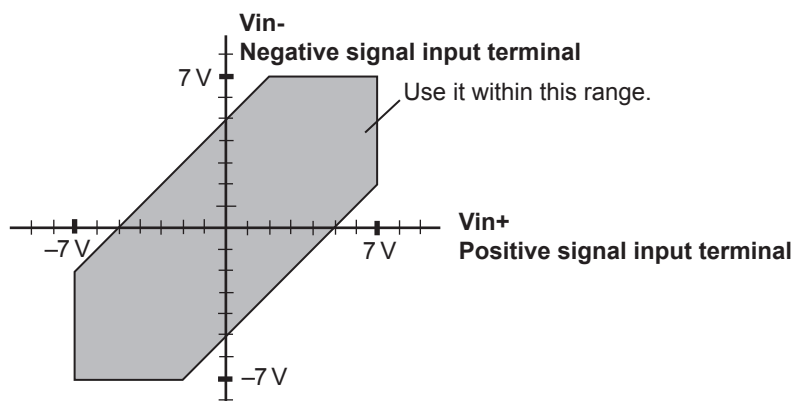 Vin-
Negative signal input terminal
7 V
Use it within this range.
Vin+
–7 V
7 V
Positive signal input terminal
–7 V